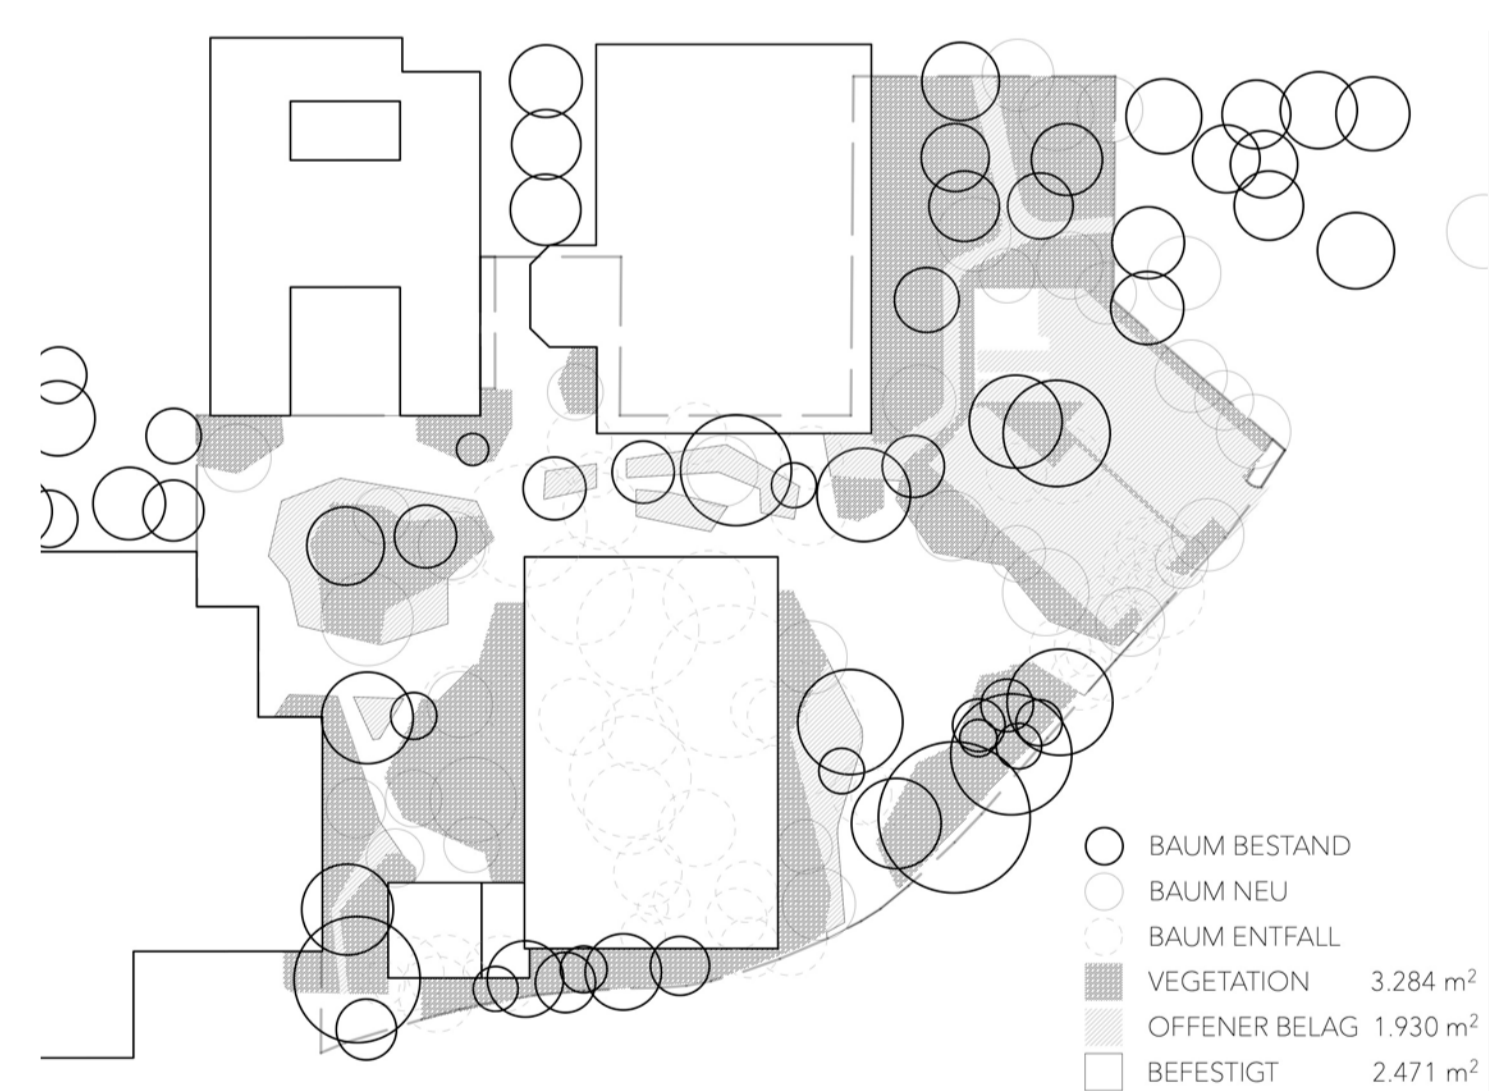 BAUM BESTAND
BAUM NEU
BAUM ENTFALL
VEGETATION 3.284 m²
OFFENER BELAG 1.930 m²
BEFESTIGT 2.471 m²